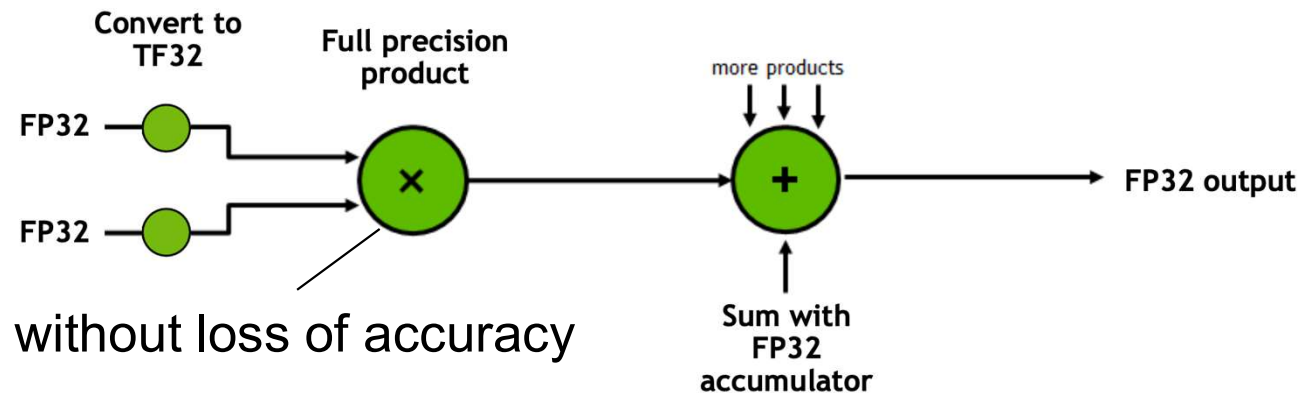 Convert to
TF32
Full precision
product
more products
FP32
×
+
FP32 output
FP32
without loss of accuracy
Sum with
FP32
accumulator